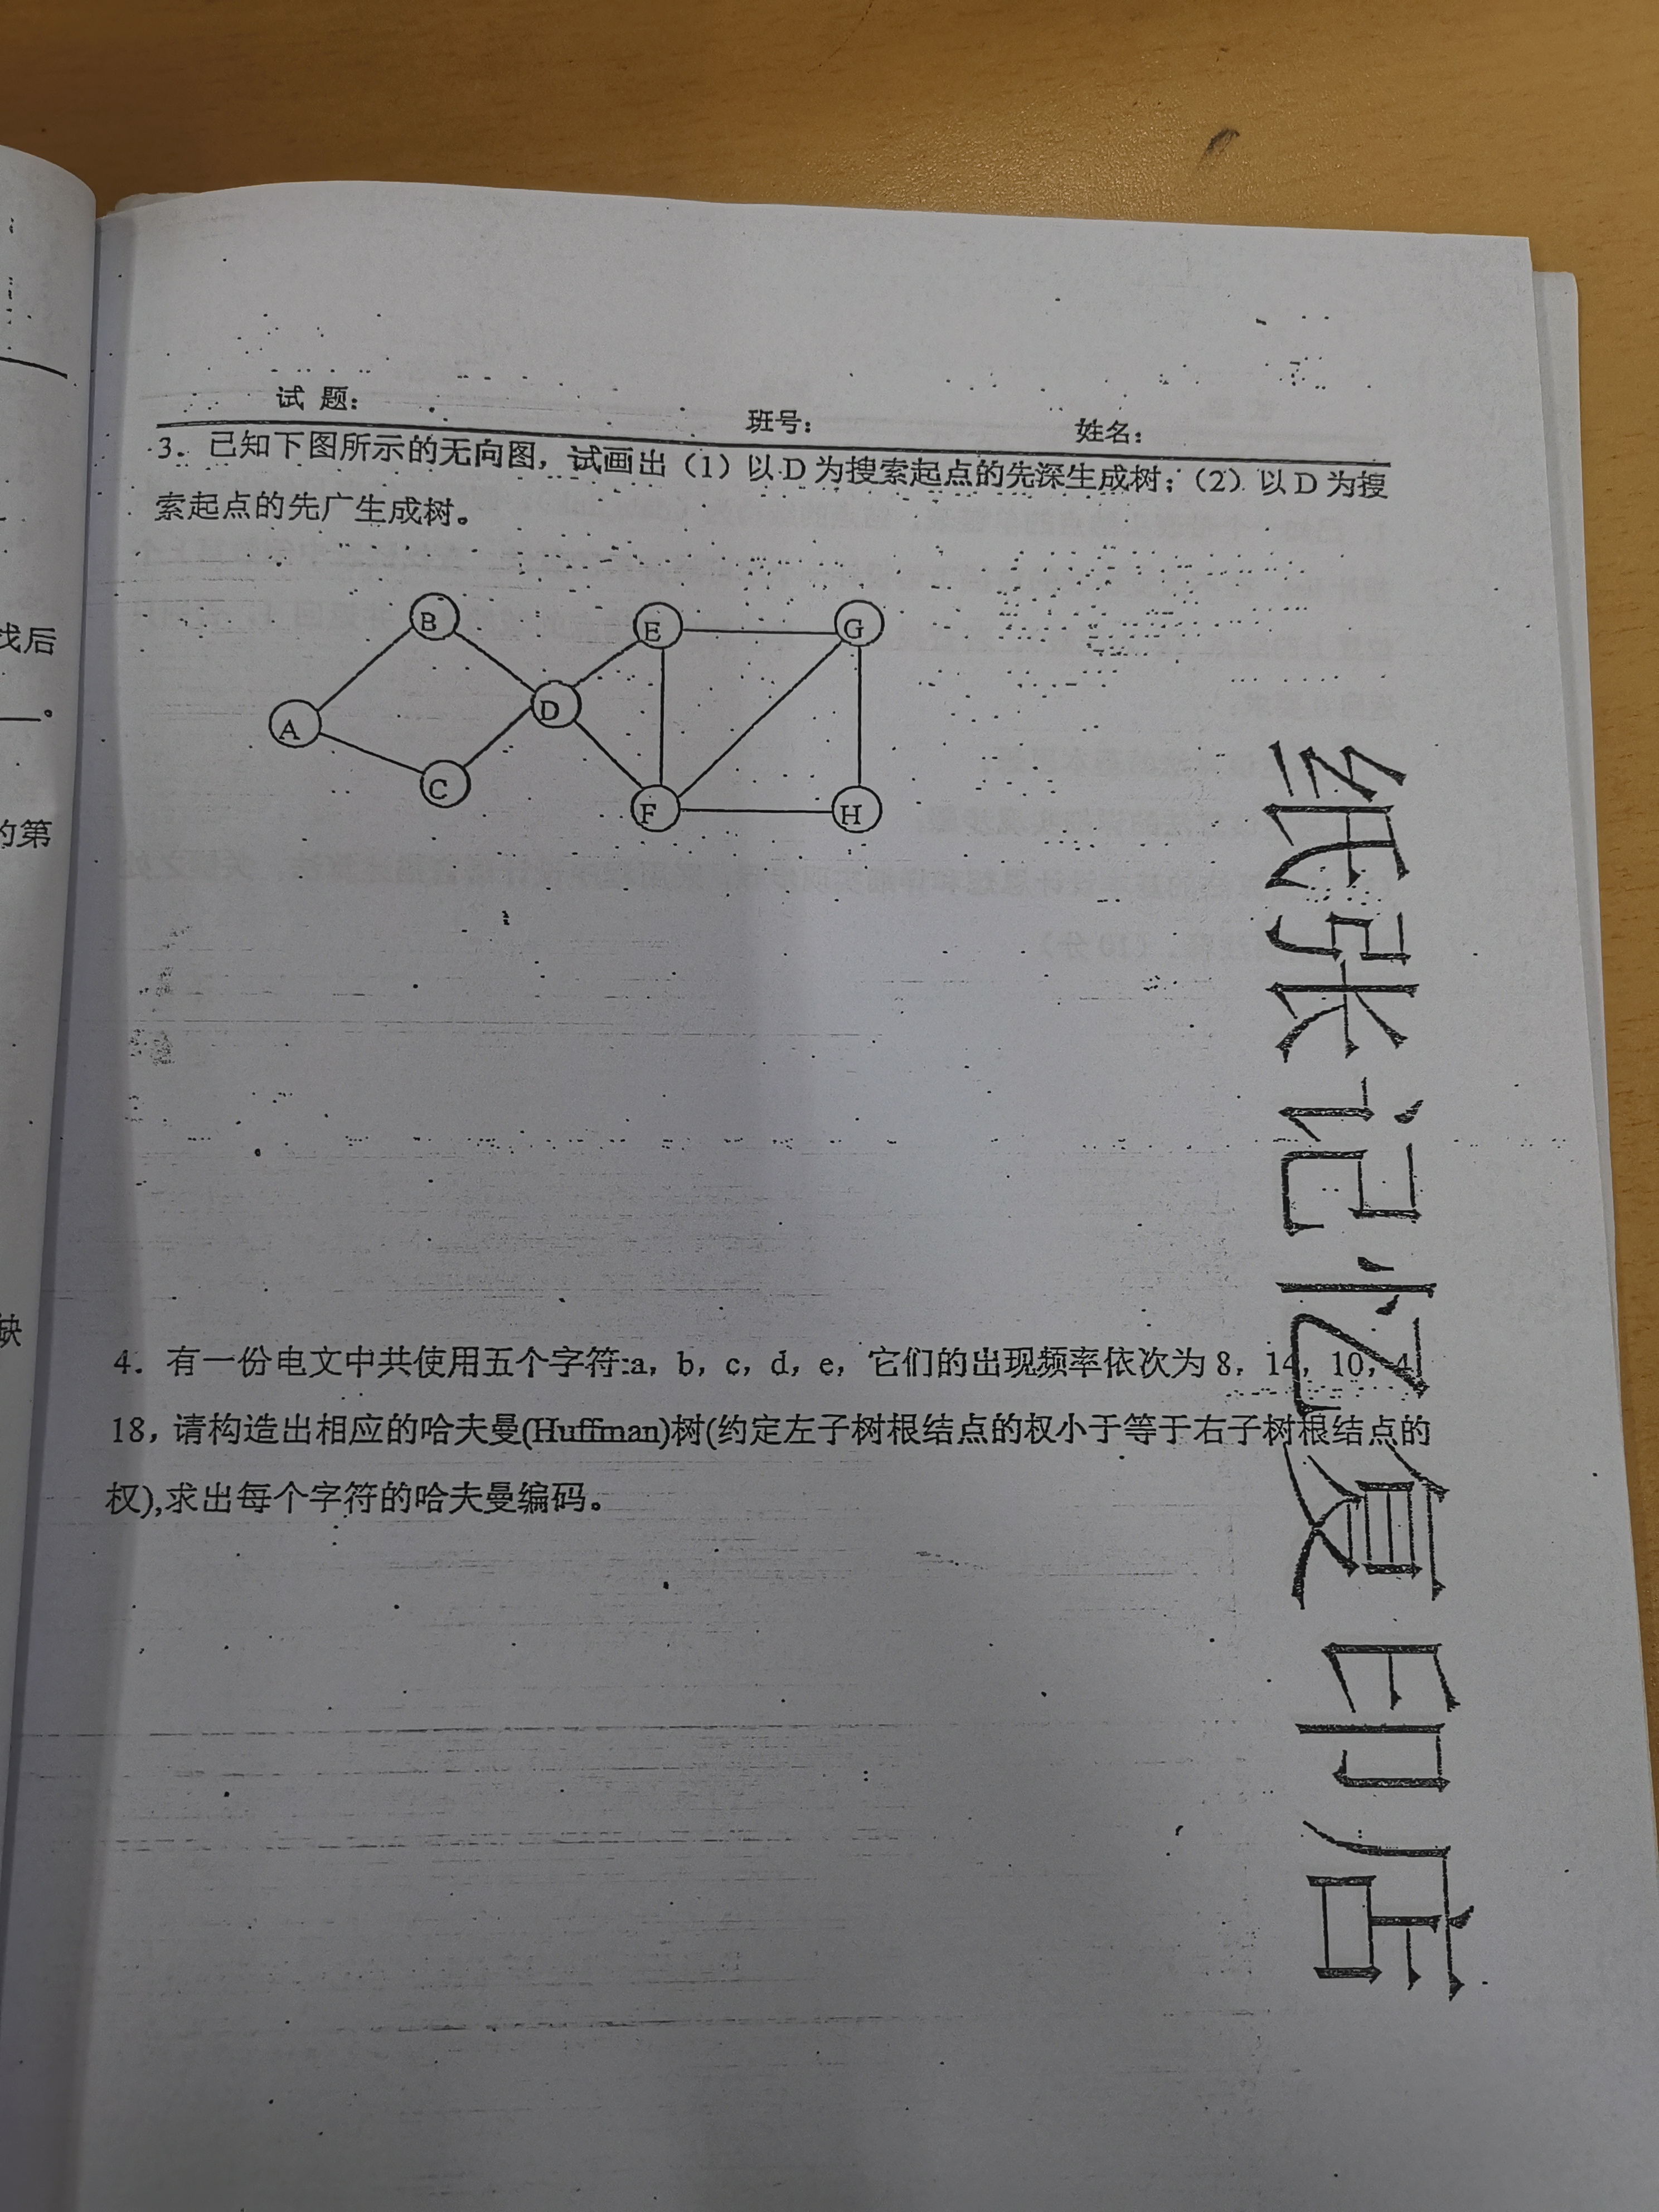 试 题： 班号： 姓名：
3．已知下图所示的无向图，试画出（1）以 D 为搜索起点的先深生成树；（2）以 D 为搜
索起点的先广生成树。
B E G
A D
C F H
4．有一份电文中共使用五个字符:a，b，c，d，e，它们的出现频率依次为 8，14，10，4
18，请构造出相应的哈夫曼(Huffman)树(约定左子树根结点的权小于等于右子树根结点的
权),求出每个字符的哈夫曼编码。
纸张记忆复印店
找后
。
的第
缺